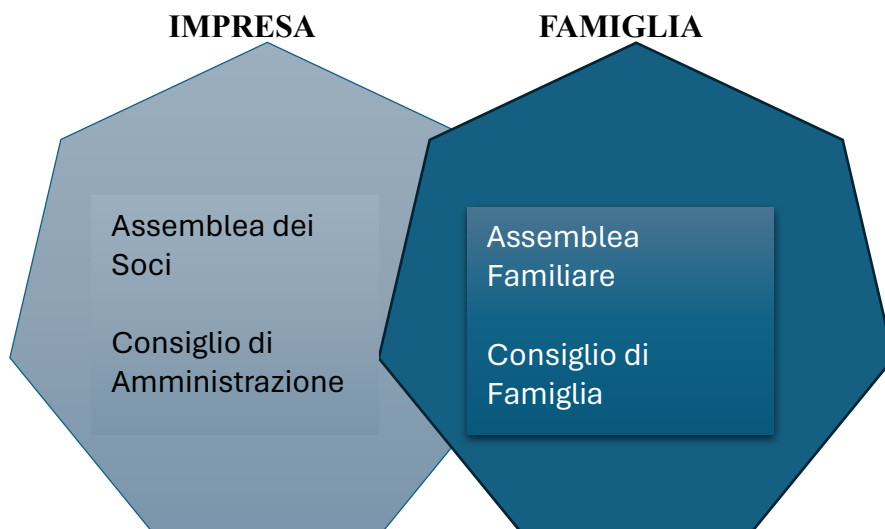 IMPRESA
FAMIGLIA
Assemblea dei
Soci
Consiglio di
Amministrazione
Assemblea
Familiare
Consiglio di
Famiglia